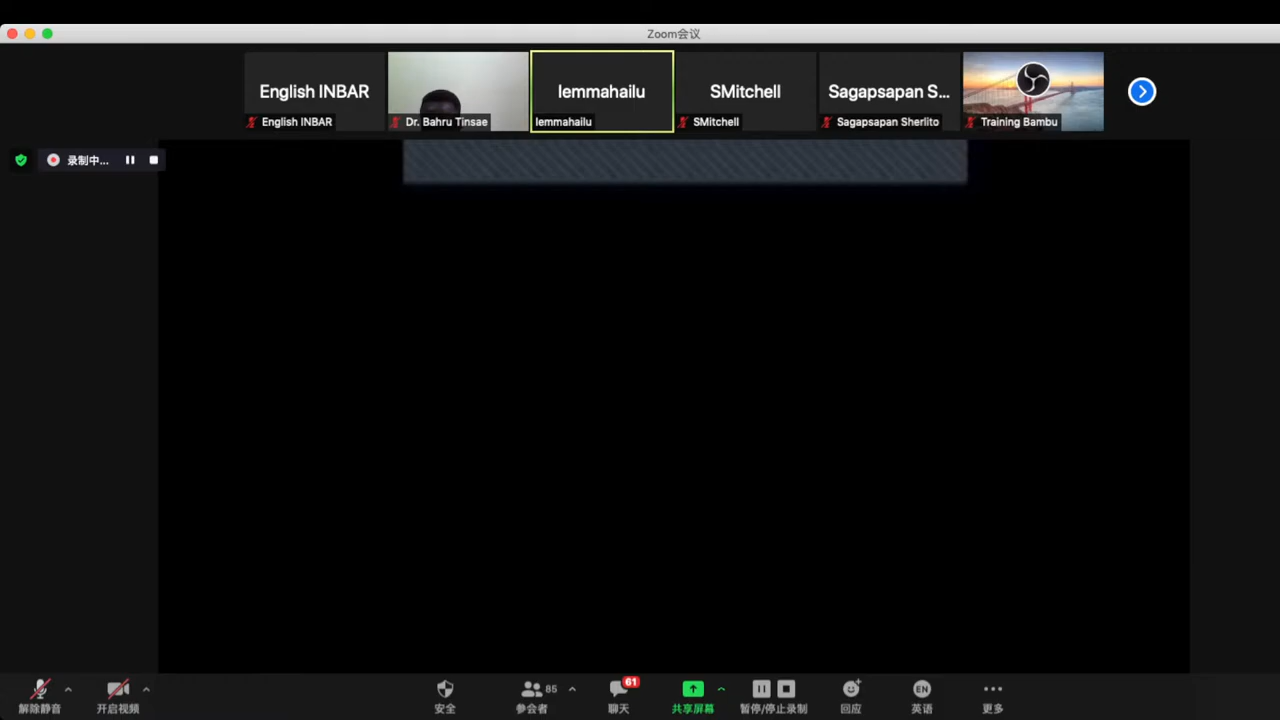 Zoom会议
English INBAR
lemmahailu
SMitchell
Sagapsapan S...
English INBAR
Dr. Bahru Tinsae
lemmahailu
SMitchell
Sagapsapan Sherlito
Training Bambu
录制中...
85
61
EN
解除静音
开启视频
安全
参会者
聊天
共享屏幕
暂停/停止录制
回应
英语
更多